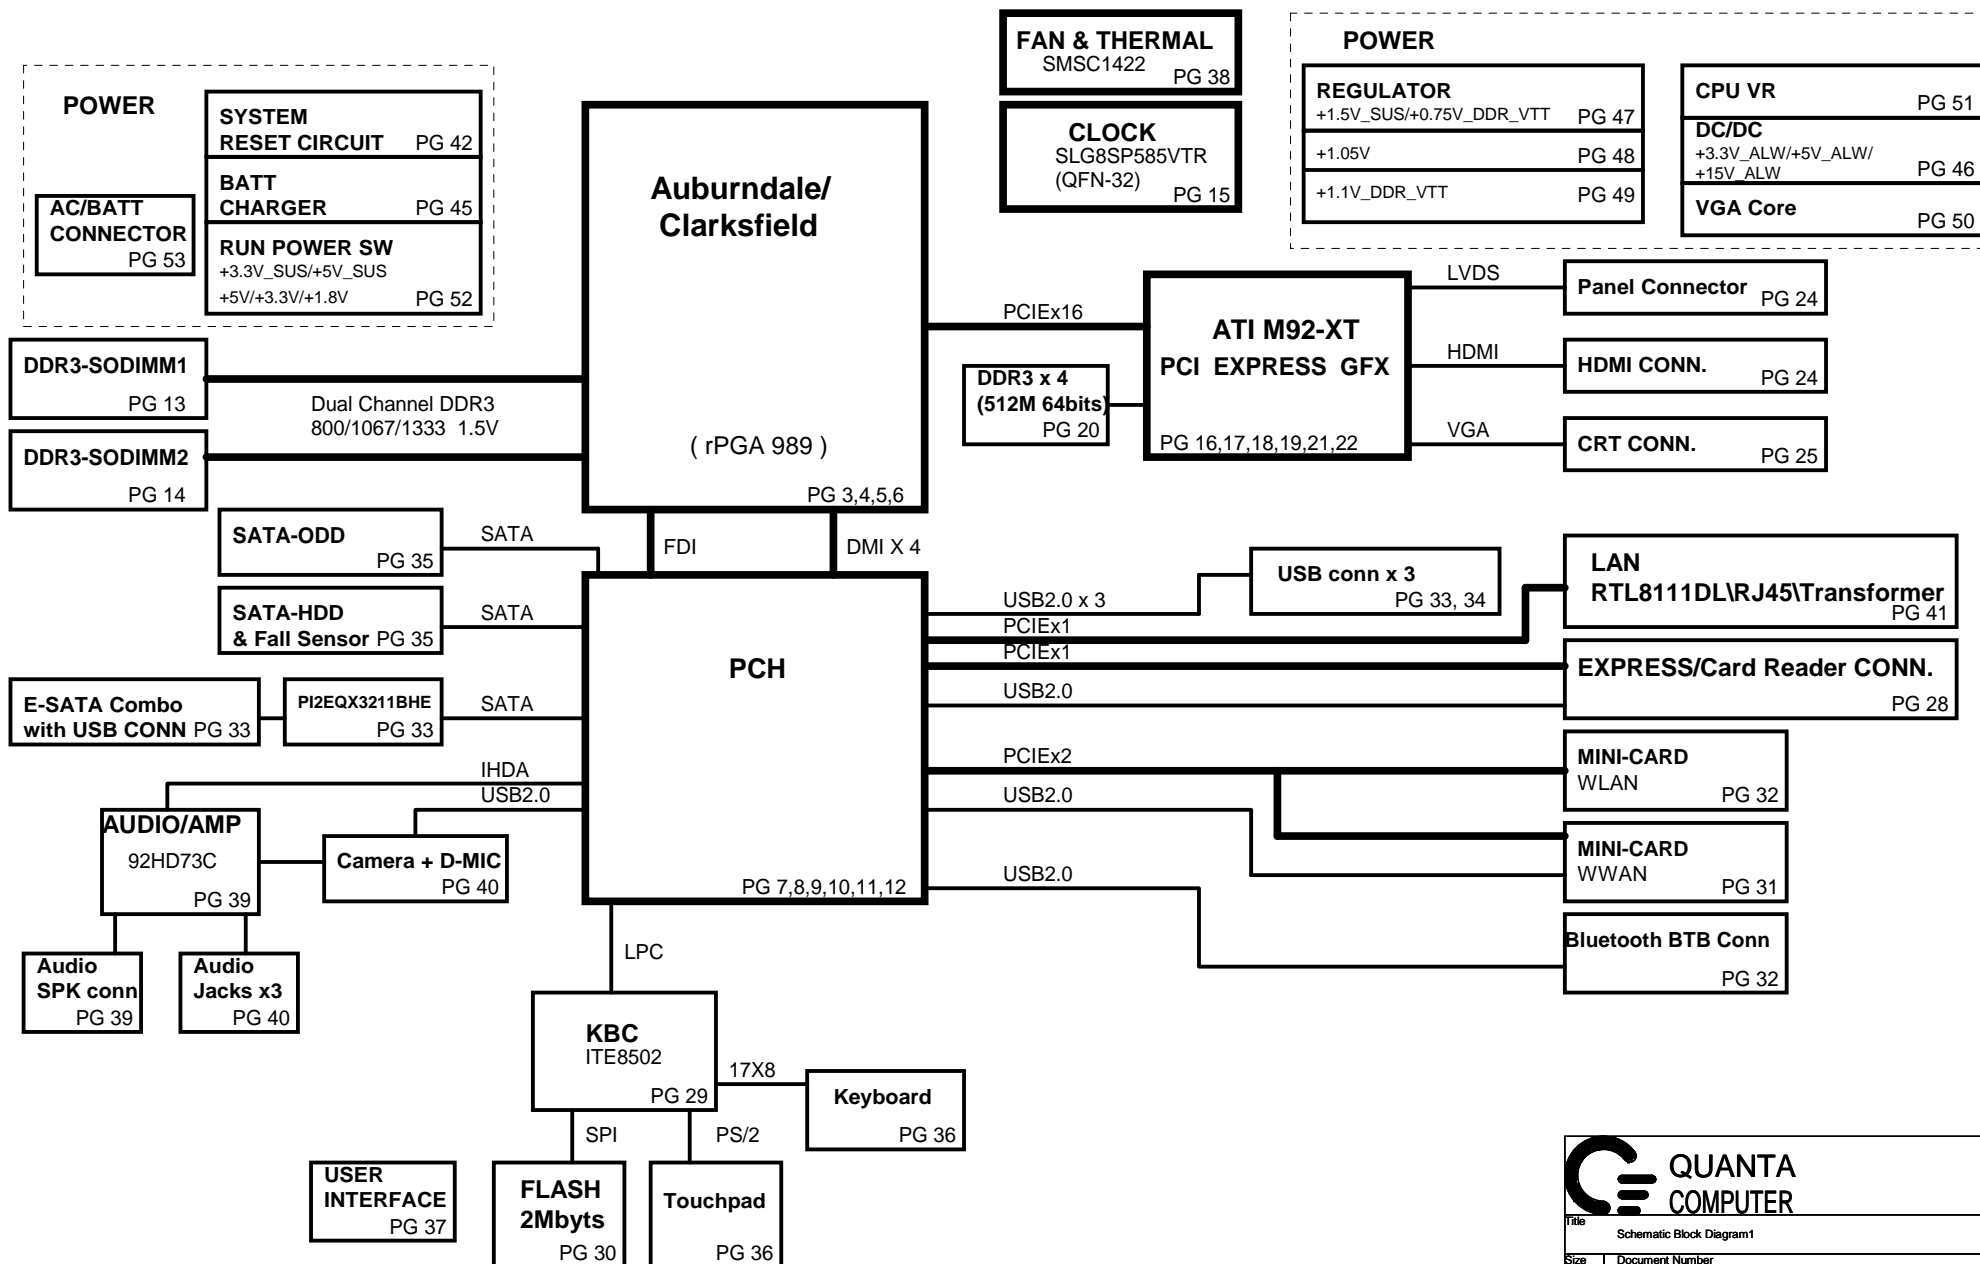 FAN & THERMAL
SMSC1422
PG 38
CLOCK
SLG8SP585VTR
(QFN-32)
PG 15
POWER
REGULATOR
+1.5V_SUS/+0.75V_DDR_VTT PG 47
+1.05V PG 48
+1.1V_DDR_VTT PG 49
CPU VR
PG 51
DC/DC
+3.3V_ALW/+5V_ALW/
+15V_ALW PG 46
VGA Core
PG 50
POWER
SYSTEM
RESET CIRCUIT PG 42
BATT
CHARGER PG 45
RUN POWER SW
+3.3V_SUS/+5V_SUS
+5V/+3.3V/+1.8V PG 52
AC/BATT
CONNECTOR
PG 53
Auburndale/
Clarksfield
( rPGA 989 )
PG 3,4,5,6
DDR3-SODIMM1
PG 13
Dual Channel DDR3
800/1067/1333 1.5V
DDR3-SODIMM2
PG 14
PCIEx16
ATI M92-XT
PCI EXPRESS GFX
PG 16,17,18,19,21,22
DDR3 x 4
(512M 64bits)
PG 20
LVDS
Panel Connector
PG 24
HDMI
HDMI CONN.
PG 24
VGA
CRT CONN.
PG 25
FDI
DMI X 4
SATA-ODD
PG 35
SATA
SATA-HDD
& Fall Sensor PG 35
SATA
E-SATA Combo
with USB CONN PG 33
PI2EQX3211BHE
PG 33
SATA
PCH
PG 7,8,9,10,11,12
USB2.0 x 3
USB conn x 3
PG 33, 34
PCIEx1
LAN
RTL8111DL\RJ45\Transformer
PG 41
PCIEx1
USB2.0
EXPRESS/Card Reader CONN.
PG 28
PCIEx2
MINI-CARD
WLAN
PG 32
USB2.0
MINI-CARD
WWAN
PG 31
USB2.0
Bluetooth BTB Conn
PG 32
IHDA
USB2.0
AUDIO/AMP
92HD73C
PG 39
Camera + D-MIC
PG 40
Audio
SPK conn
PG 39
Audio
Jacks x3
PG 40
LPC
KBC
ITE8502
PG 29
17X8
Keyboard
PG 36
SPI
PS/2
USER
INTERFACE
PG 37
FLASH
2Mbyts
PG 30
Touchpad
PG 36
QUANTA
COMPUTER
Title
Schematic Block Diagram1
Size Document Number